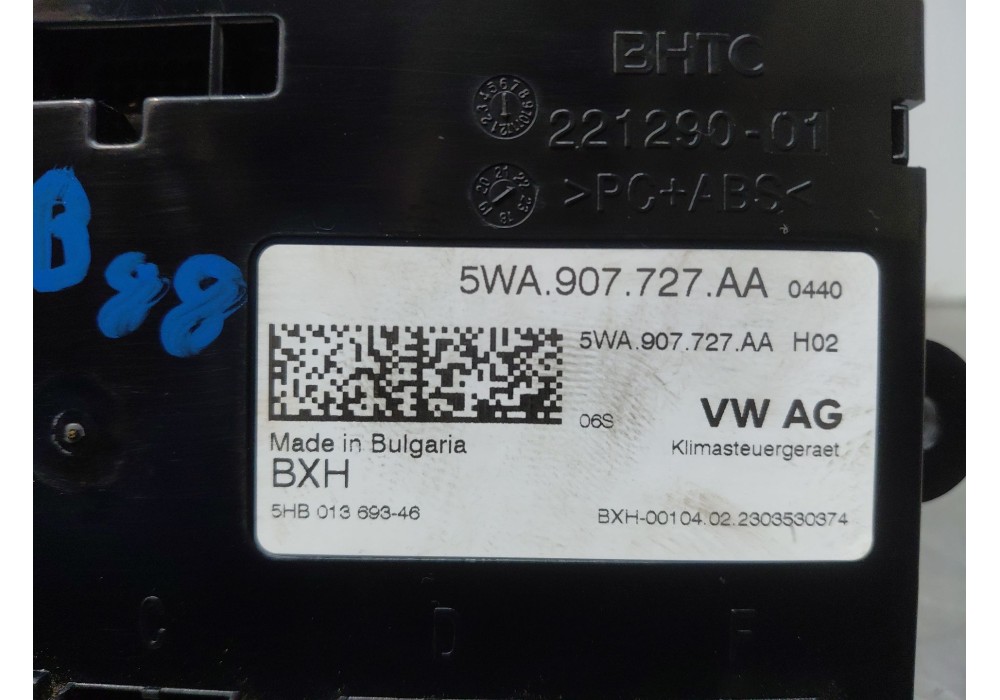 BHTC
221290-01
>PC+ABS<
B
88
5WA.907.727.AA 0440
5WA.907.727.AA H02
06S
VW AG
Klimasteuergeraet
Made in Bulgaria
BXH
5HB 013 693-46
BXH-00104.02.2303530374
C D F